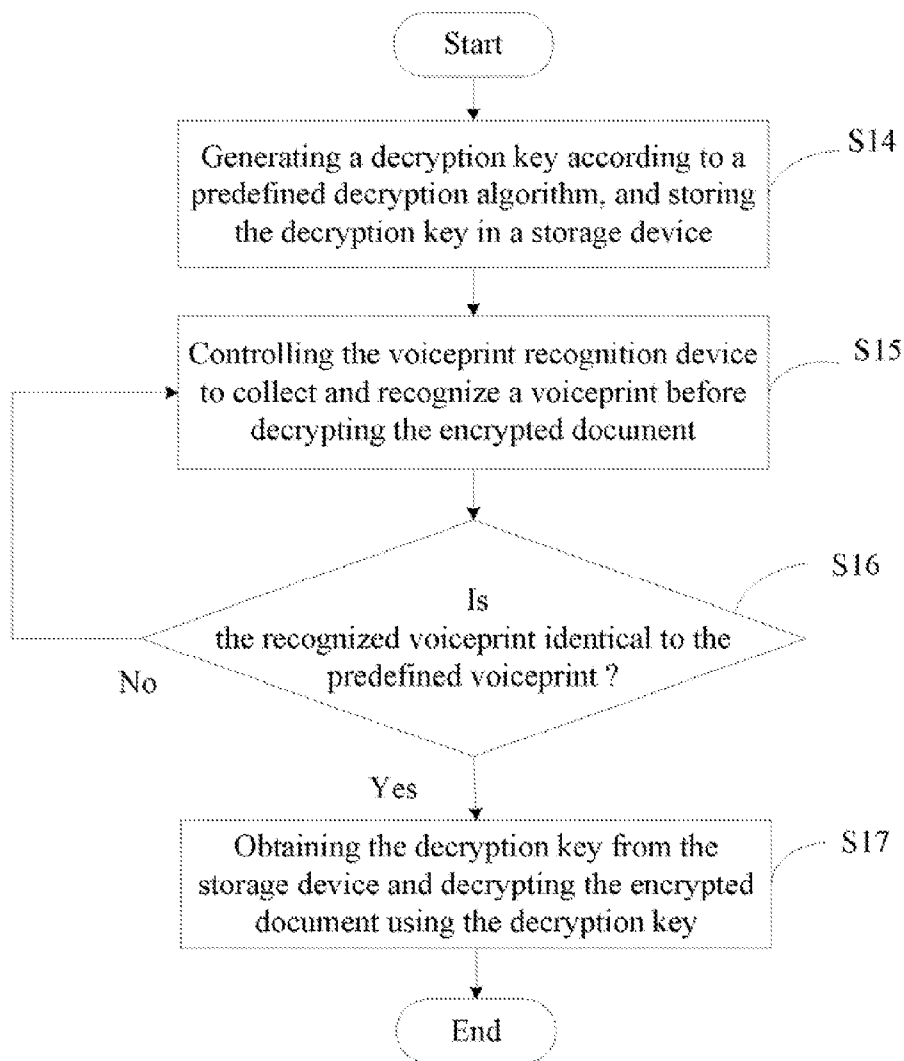 Start
Generating a decryption key according to a
predefined decryption algorithm, and storing
the decryption key in a storage device
S14
Controlling the voiceprint recognition device
to collect and recognize a voiceprint before
decrypting the encrypted document
S15
Is
the recognized voiceprint identical to the
predefined voiceprint ?
S16
No
Yes
Obtaining the decryption key from the
storage device and decrypting the encrypted
document using the decryption key
S17
End